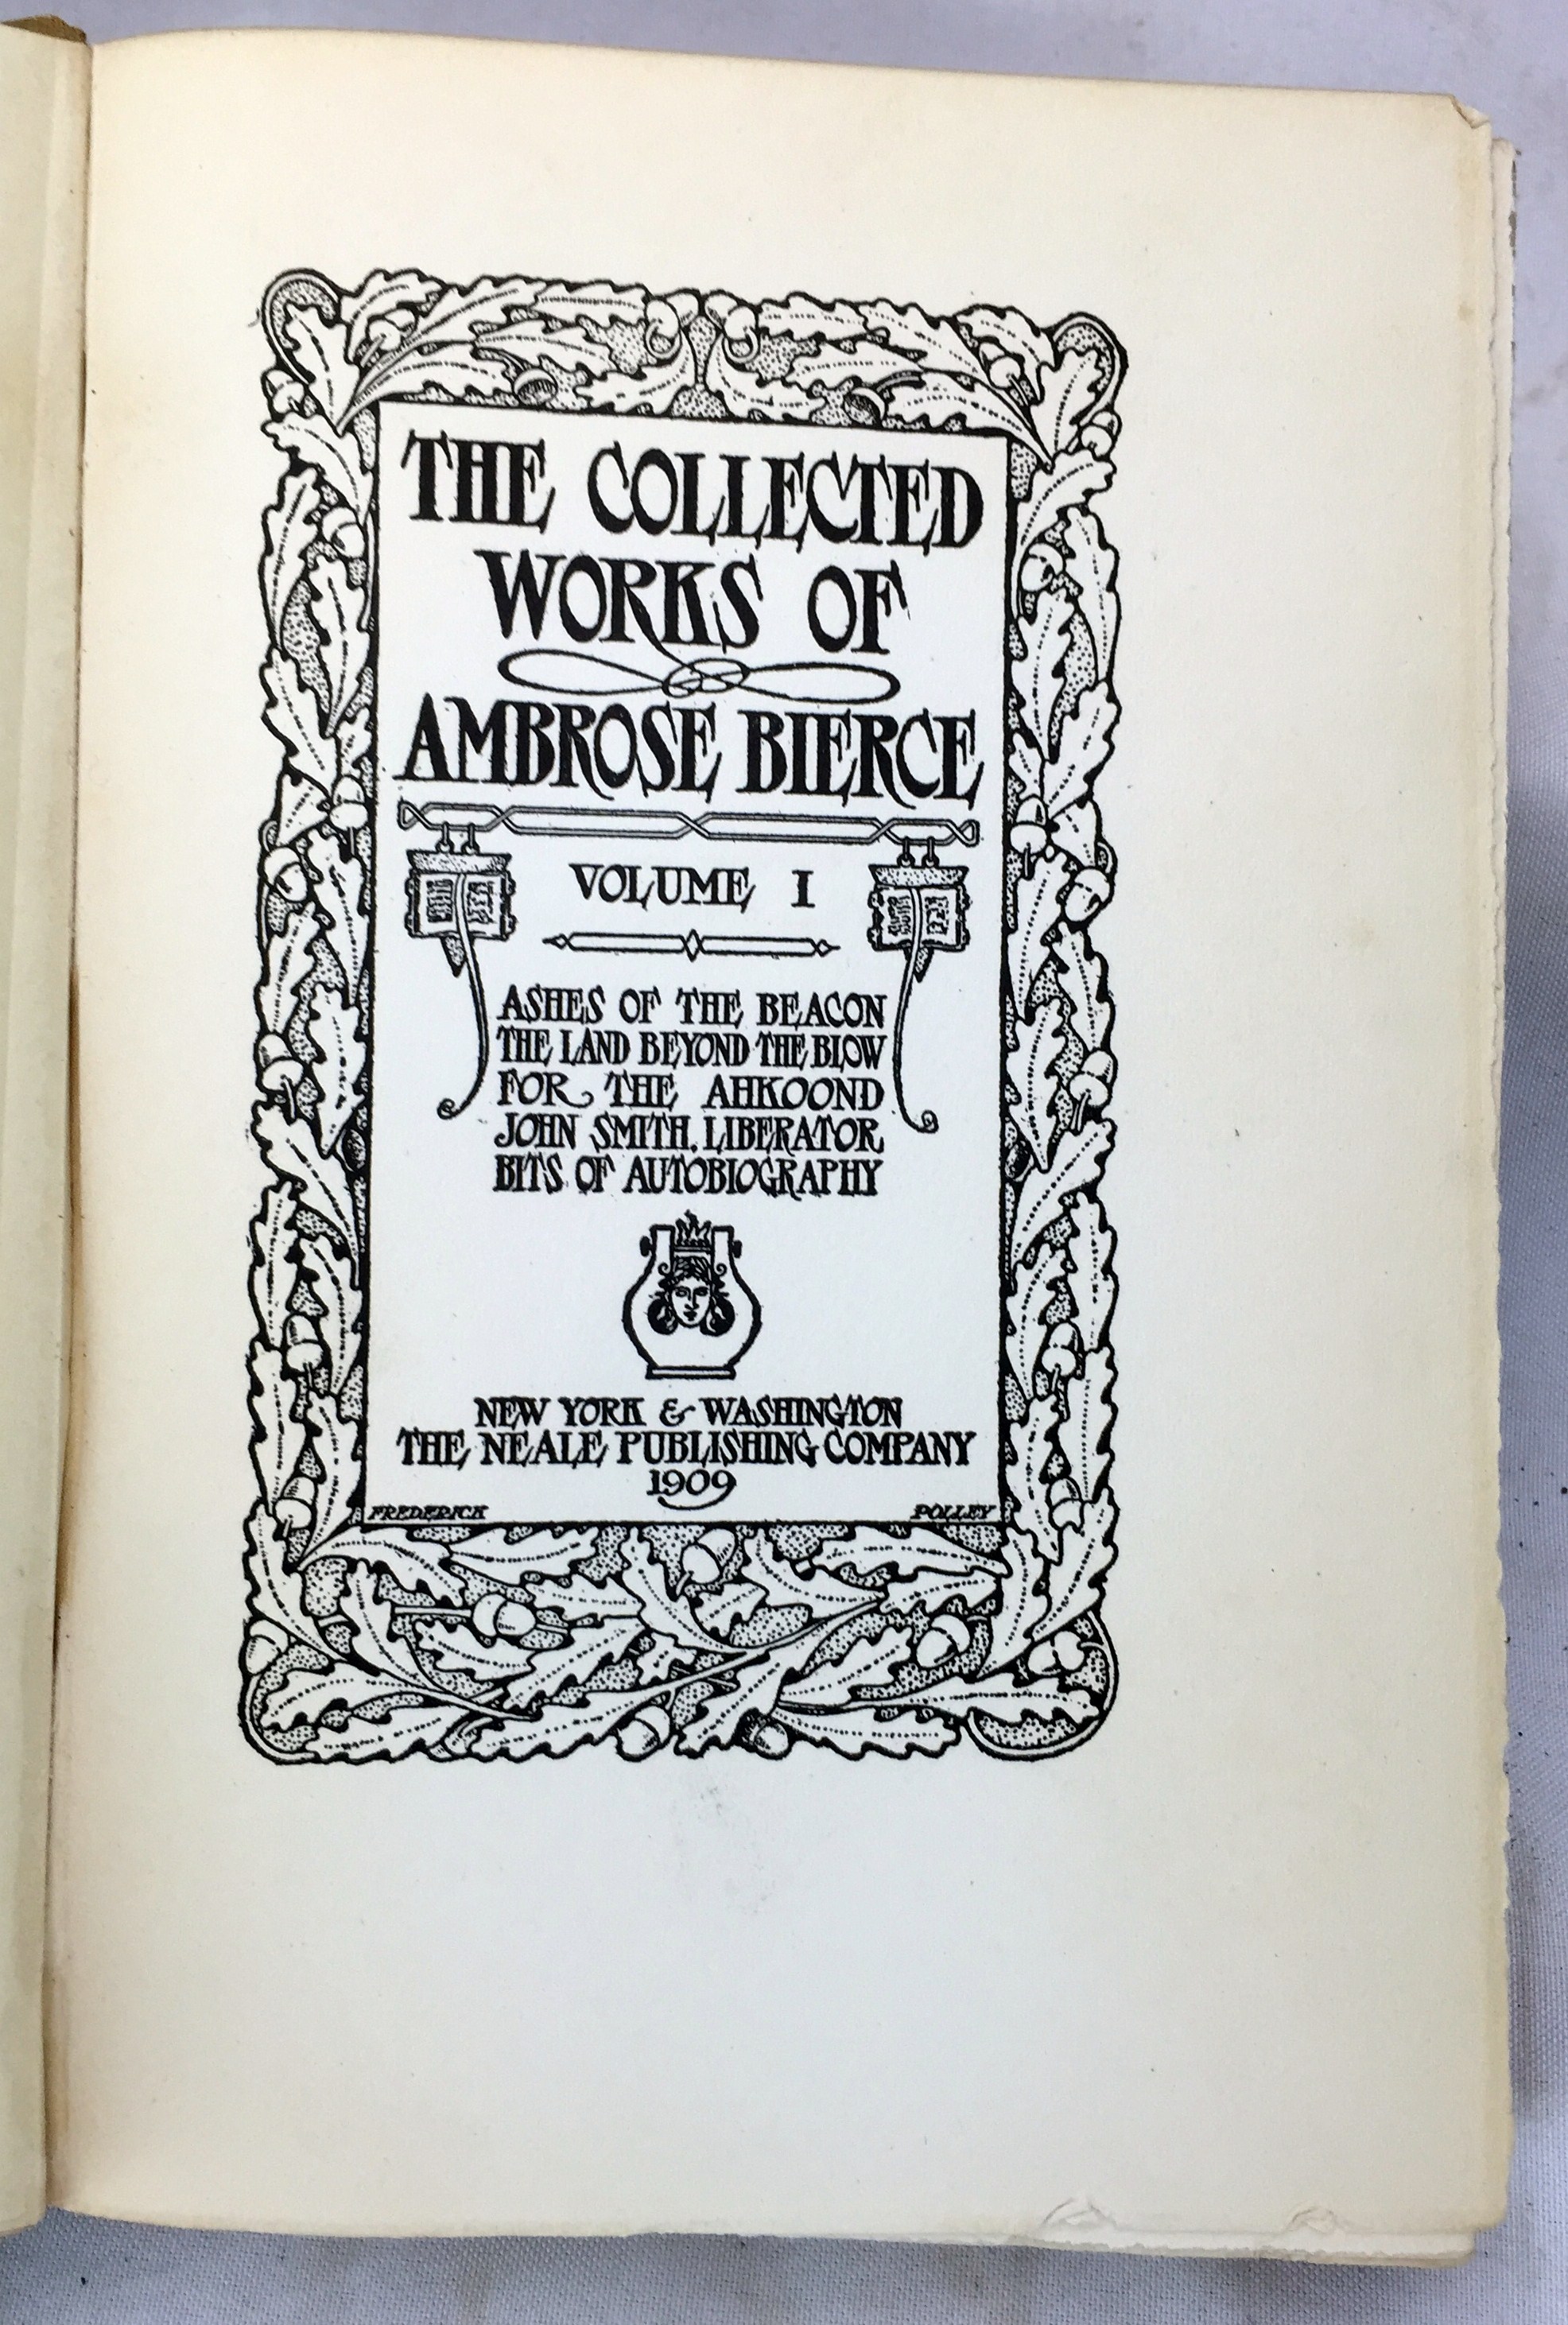 THE COLLECTED
WORKS OF
AMBROSE BIERCE
VOLUME I
ASHES OF THE BEACON
THE LAND BEYOND THE BLOW
FOR THE AHKOOND
JOHN SMITH, LIBERATOR
BITS OF AUTOBIOGRAPHY
NEW YORK & WASHINGTON
THE NEALE PUBLISHING COMPANY
1909
FREDERICK POLLEY